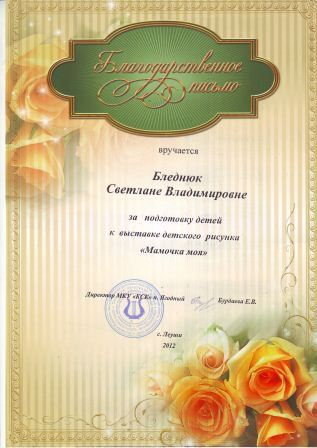 Благодарственное
письмо
вручается
Бледнюк
Светлане Владимировне
за подготовку детей
к выставке детского рисунка
«Мамочка моя»
Директор МКУ «КСК» п. Ягодный Бурдаева Е.В.
с. Леуши
2012